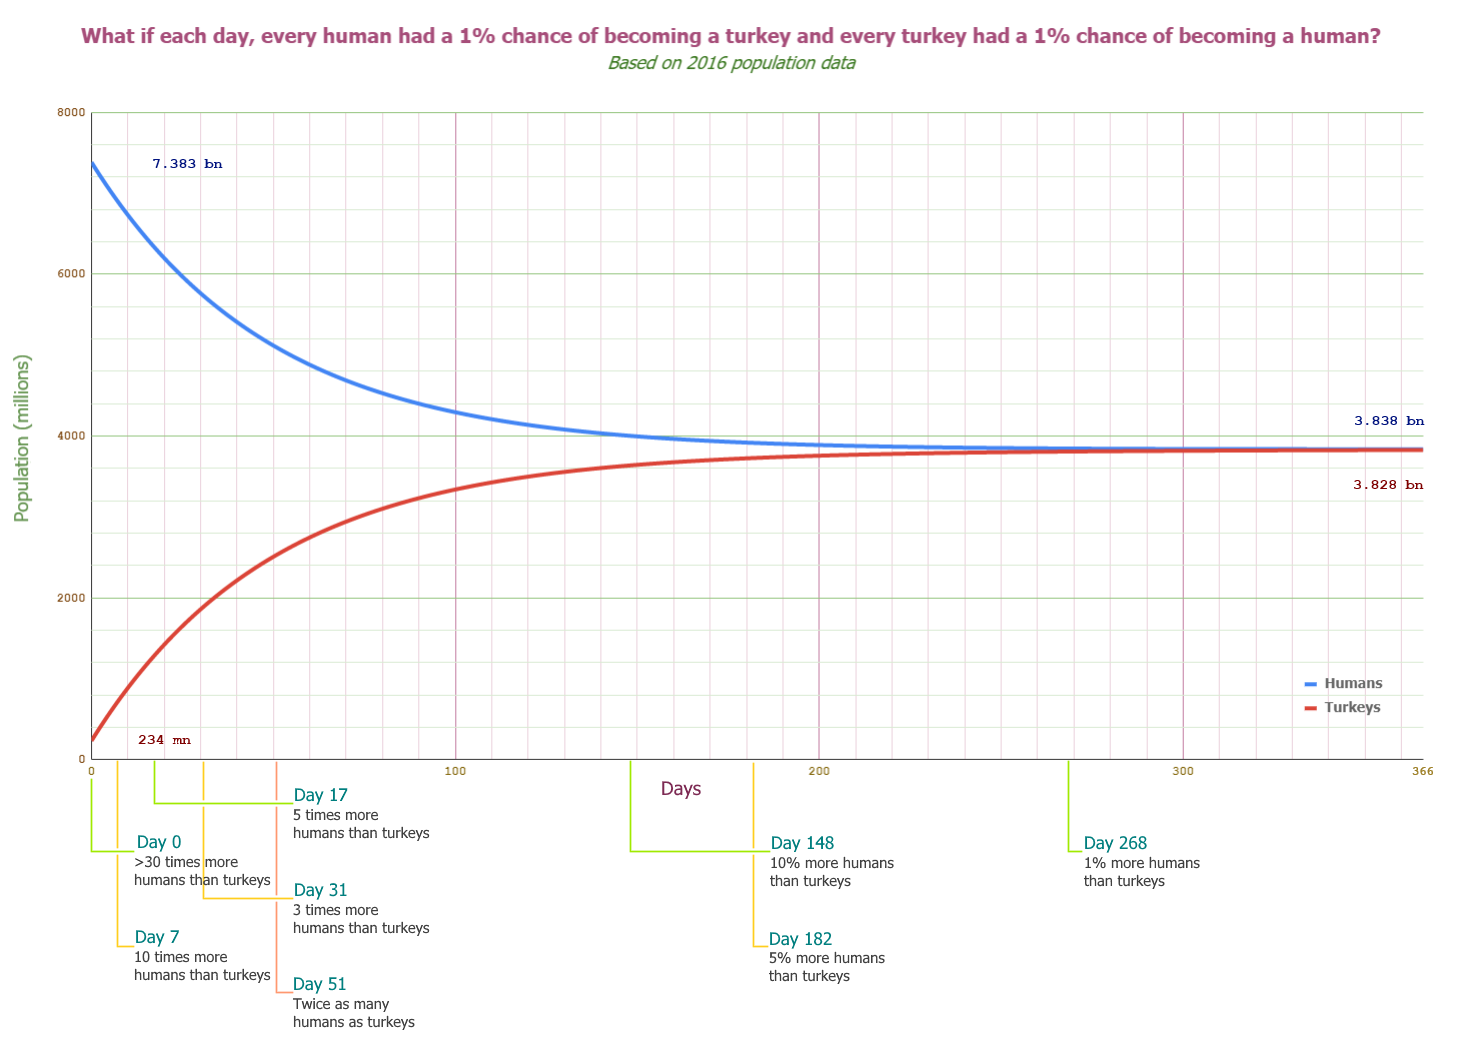 What if each day, every human had a 1% chance of becoming a turkey and every turkey had a 1% chance of becoming a human?
Based on 2016 population data
Population (millions)
8000
6000
4000
2000
0
7.383 bn
234 mn
3.838 bn
3.828 bn
Humans
Turkeys
0
100
200
300
366
Days
Day 0
>30 times more
humans than turkeys
Day 7
10 times more
humans than turkeys
Day 17
5 times more
humans than turkeys
Day 31
3 times more
humans than turkeys
Day 51
Twice as many
humans as turkeys
Day 148
10% more humans
than turkeys
Day 182
5% more humans
than turkeys
Day 268
1% more humans
than turkeys